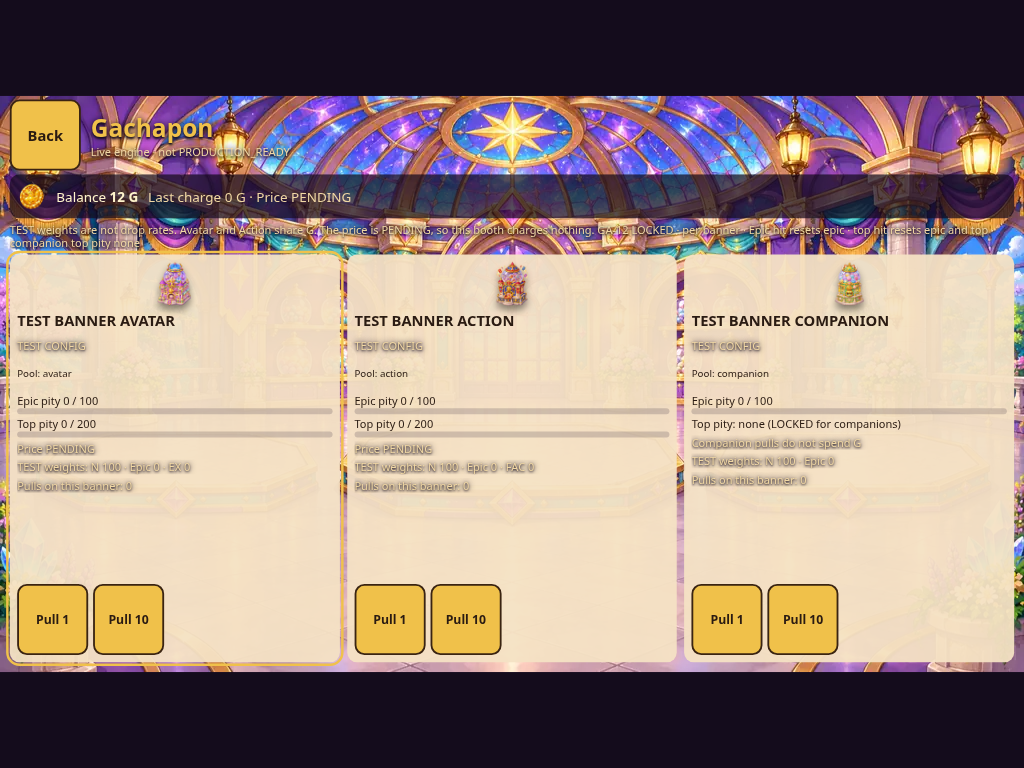 Back
Gachapon
Live engine · not PRODUCTION_READY
Balance 12 G Last charge 0 G · Price PENDING
TEST weights are not drop rates. Avatar and Action share G. The price is PENDING, so this booth charges nothing. GA-12 LOCKED · per banner · Epic hit resets epic · top hit resets epic and top ·
companion top pity none
TEST BANNER AVATAR
TEST CONFIG
Pool: avatar
Epic pity 0 / 100
Top pity 0 / 200
Price PENDING
TEST weights: N 100 · Epic 0 · EX 0
Pulls on this banner: 0
Pull 1
Pull 10
TEST BANNER ACTION
TEST CONFIG
Pool: action
Epic pity 0 / 100
Top pity 0 / 200
Price PENDING
TEST weights: N 100 · Epic 0 · PAC 0
Pulls on this banner: 0
Pull 1
Pull 10
TEST BANNER COMPANION
TEST CONFIG
Pool: companion
Epic pity 0 / 100
Top pity: none (LOCKED for companions)
Companion pulls do not spend G
TEST weights: N 100 · Epic 0
Pulls on this banner: 0
Pull 1
Pull 10